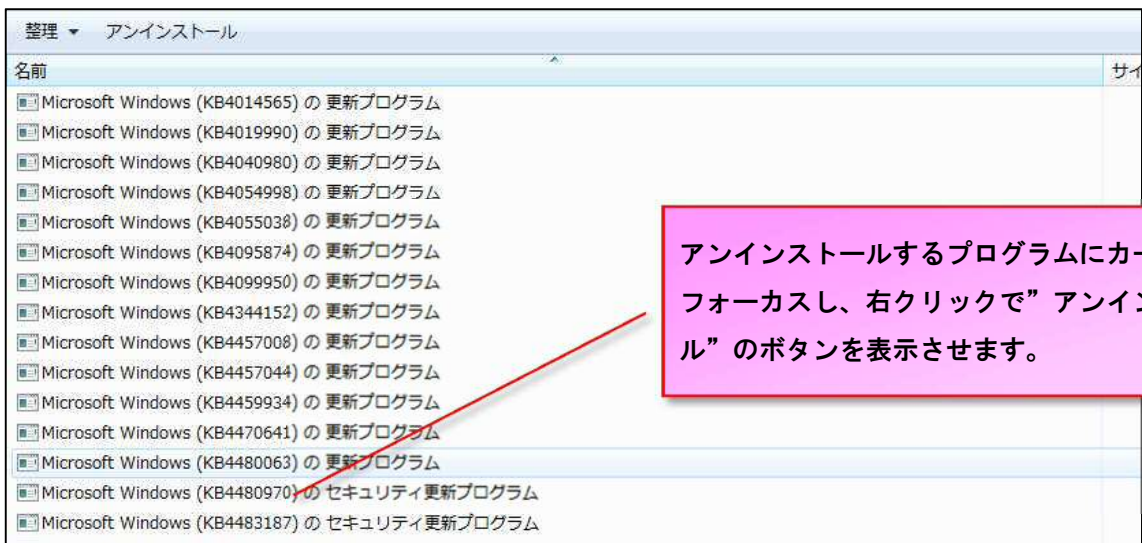 整理 ▼ アンインストール
名前
サイ
Microsoft Windows (KB4014565) の 更新プログラム
Microsoft Windows (KB4019990) の 更新プログラム
Microsoft Windows (KB4040980) の 更新プログラム
Microsoft Windows (KB4054998) の 更新プログラム
Microsoft Windows (KB4055038) の 更新プログラム
Microsoft Windows (KB4095874) の 更新プログラム
Microsoft Windows (KB4099950) の 更新プログラム
Microsoft Windows (KB4344152) の 更新プログラム
Microsoft Windows (KB4457008) の 更新プログラム
Microsoft Windows (KB4457044) の 更新プログラム
Microsoft Windows (KB4459934) の 更新プログラム
Microsoft Windows (KB4470641) の 更新プログラム
Microsoft Windows (KB4480063) の 更新プログラム
Microsoft Windows (KB4480970) の セキュリティ更新プログラム
Microsoft Windows (KB4483187) の セキュリティ更新プログラム
アンインストールするプログラムにカー
フォーカスし、右クリックで”アンイン
ル”のボタンを表示させます。